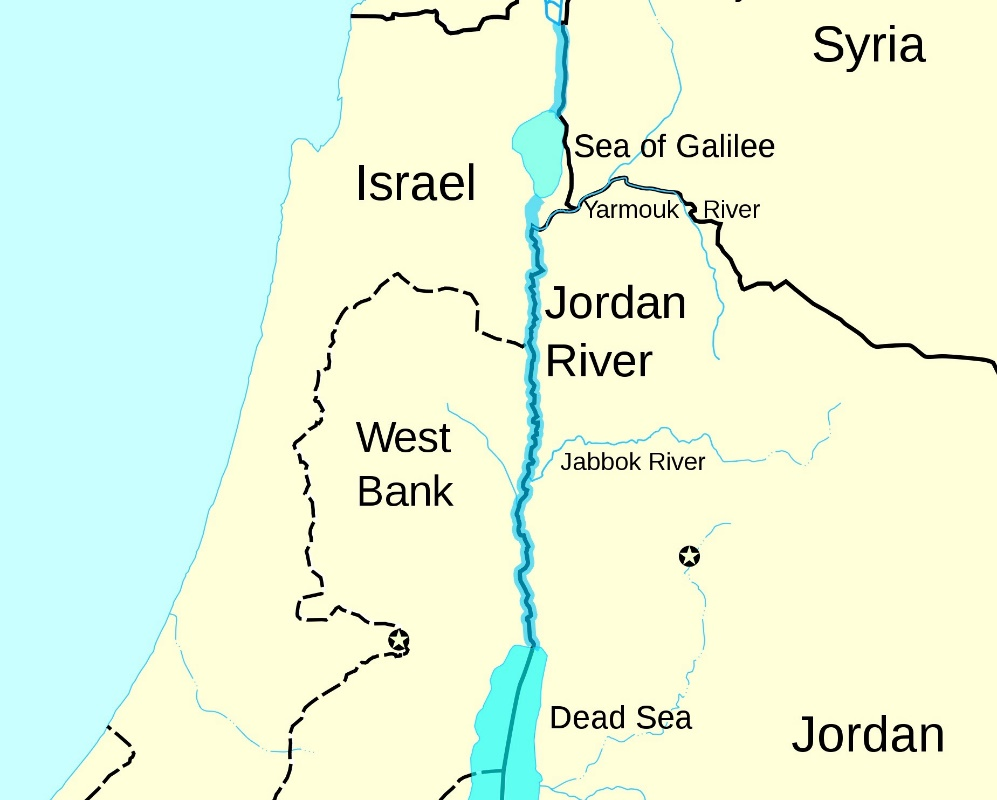 Syria
Sea of Galilee
Israel
Yarmouk River
Jordan
River
West
Bank
Jabbok River
Dead Sea
Jordan